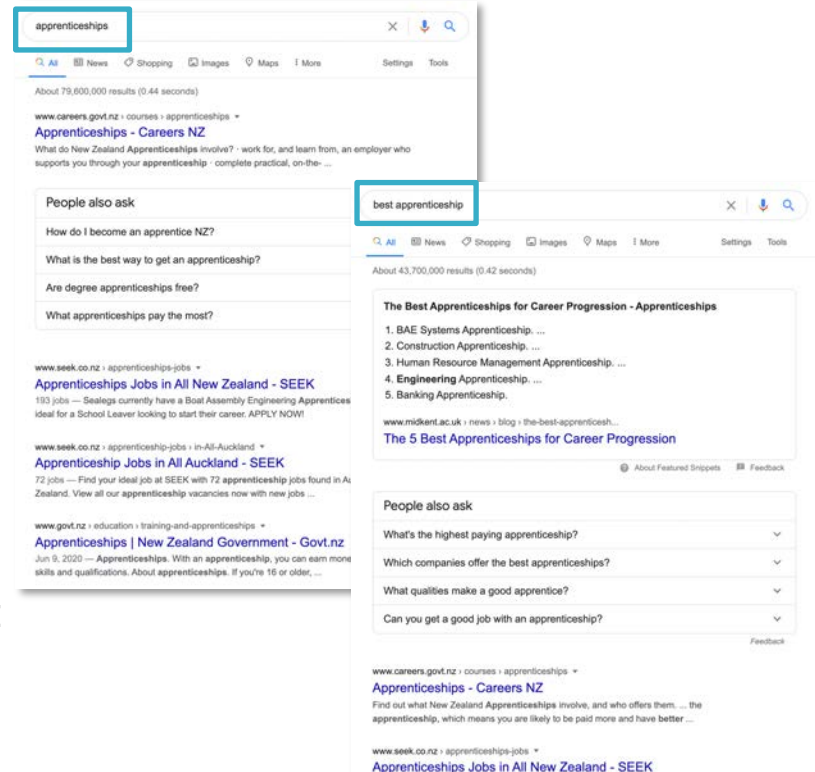 apprenticeships
All News Shopping Images Maps More Settings Tools
About 79,600,000 results (0.44 seconds)
www.careers.govt.nz › courses › apprenticeships
Apprenticeships - Careers NZ
What do New Zealand Apprenticeships involve? · work for, and learn from, an employer who
supports you through your apprenticeship · complete practical, on-the- ...
People also ask
How do I become an apprentice NZ?
What is the best way to get an apprenticeship?
Are degree apprenticeships free?
What apprenticeships pay the most?
www.seek.co.nz › apprenticeships-jobs
Apprenticeships Jobs in All New Zealand - SEEK
193 jobs — Sealegs currently have a Boat Assembly Engineering Apprentices
ideal for a School Leaver looking to start their career. APPLY NOW!
www.seek.co.nz › apprenticeship-jobs › in-All-Auckland
Apprenticeship Jobs in All Auckland - SEEK
72 jobs — Find your ideal job at SEEK with 72 apprenticeship jobs found in Au
Zealand. View all our apprenticeship vacancies now with new jobs ...
www.govt.nz › education › training-and-apprenticeships
Apprenticeships | New Zealand Government - Govt.nz
Jun 9, 2020 — Apprenticeships. With an apprenticeship, you can earn mone
skills and qualifications. About apprenticeships. If you're 16 or older, ...
best apprenticeship
All News Shopping Images Maps More Settings Tools
About 43,700,000 results (0.42 seconds)
The Best Apprenticeships for Career Progression - Apprenticeships
1. BAE Systems Apprenticeship. ...
2. Construction Apprenticeship. ...
3. Human Resource Management Apprenticeship. ...
4. Engineering Apprenticeship. ...
5. Banking Apprenticeship.
www.midkent.ac.uk › news › blog › the-best-apprenticesh...
The 5 Best Apprenticeships for Career Progression
About Featured Snippets Feedback
People also ask
What's the highest paying apprenticeship?
Which companies offer the best apprenticeships?
What qualities make a good apprentice?
Can you get a good job with an apprenticeship?
Feedback
www.careers.govt.nz › courses › apprenticeships
Apprenticeships - Careers NZ
Find out what New Zealand Apprenticeships involve, and who offers them. ... the
apprenticeship, which means you are likely to be paid more and have better ...
www.seek.co.nz › apprenticeships-jobs
Apprenticeships Jobs in All New Zealand - SEEK